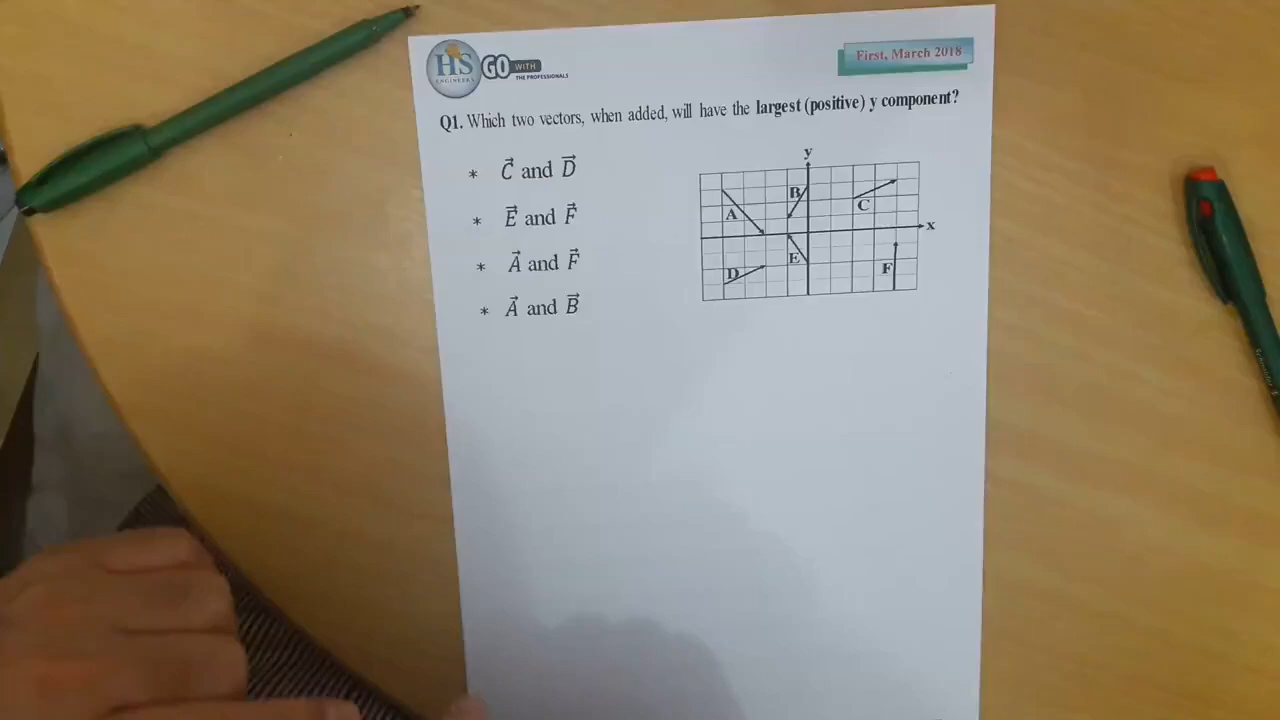 HS
ENGINEERS
GO WITH
THE PROFESSIONALS
First, March 2018
Q1. Which two vectors, when added, will have the largest (positive) y component?
* C⃗ and D⃗
* E⃗ and F⃗
* A⃗ and F⃗
* A⃗ and B⃗
y
B
C
A
x
E
D
F